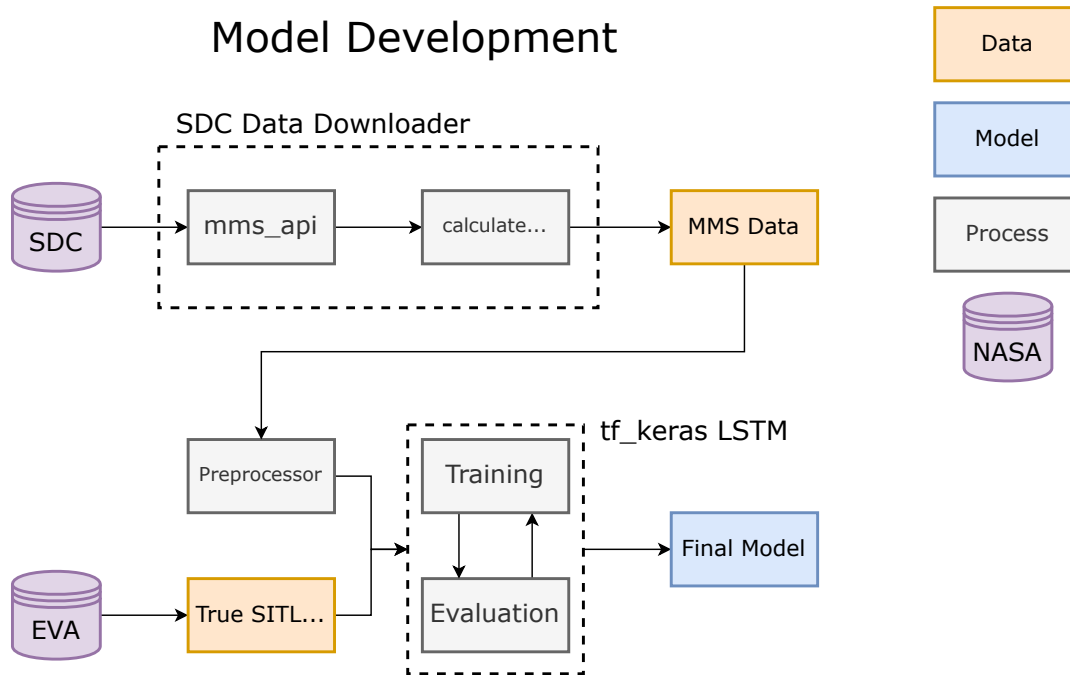 Model Development
Data
SDC Data Downloader
Model
SDC
mms_api
calculate...
MMS Data
Process
NASA
tf_keras LSTM
Preprocessor
Training
Final Model
EVA
True SITL...
Evaluation